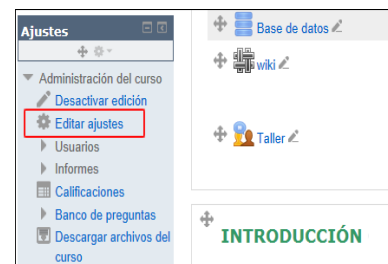 Ajustes
Administración del curso
Desactivar edición
Editar ajustes
Usuarios
Informes
Calificaciones
Banco de preguntas
Descargar archivos del
curso
Base de datos
wiki
Taller
INTRODUCCIÓN